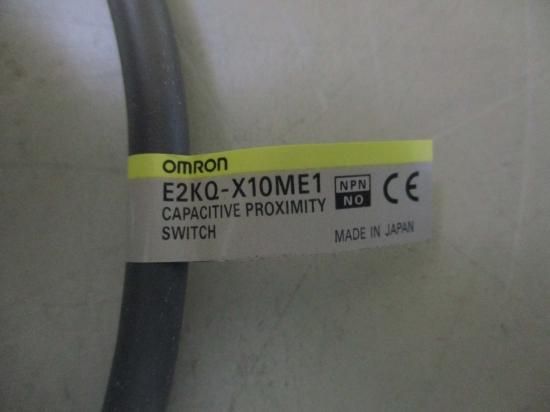 OMRON
E2KQ-X10ME1
NPN
NO
CE
CAPACITIVE PROXIMITY
SWITCH
MADE IN JAPAN